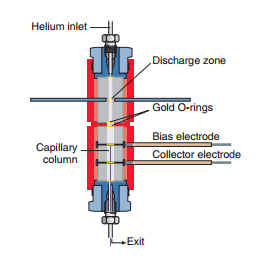 Helium inlet
Discharge zone
Gold O-rings
Bias electrode
Capillary
column
Collector electrode
Exit